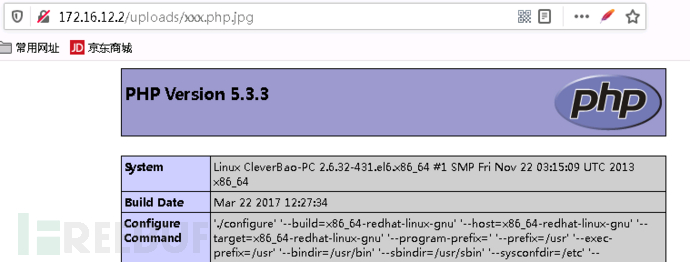 172.16.12.2/uploads/xxx.php.jpg
常用网址 JD 京东商城
PHP Version 5.3.3
php
System Linux CleverBao-PC 2.6.32-431.el6.x86_64 #1 SMP Fri Nov 22 03:15:09 UTC 2013
x86_64
Build Date Mar 22 2017 12:27:34
Configure './configure' '--build=x86_64-redhat-linux-gnu' '--host=x86_64-redhat-linux-gnu' '--
Command target=x86_64-redhat-linux-gnu' '--program-prefix=' '--prefix=/usr' '--exec-
prefix=/usr' '--bindir=/usr/bin' '--sbindir=/usr/sbin' '--sysconfdir=/etc' '--